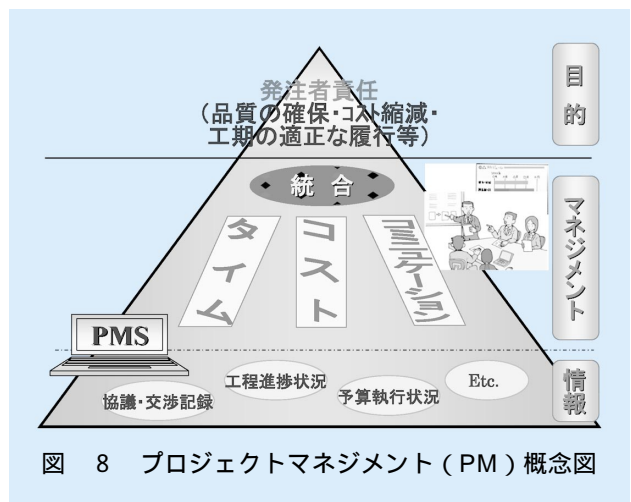 発注者責任
(品質の確保・コスト縮減・
工期の適正な履行等)
目的
統合
タイム
コスト
コミュニケーション
マネジメント
PMS
協議・交渉記録
工程進捗状況
予算執行状況
Etc.
情報
図 8 プロジェクトマネジメント(PM)概念図